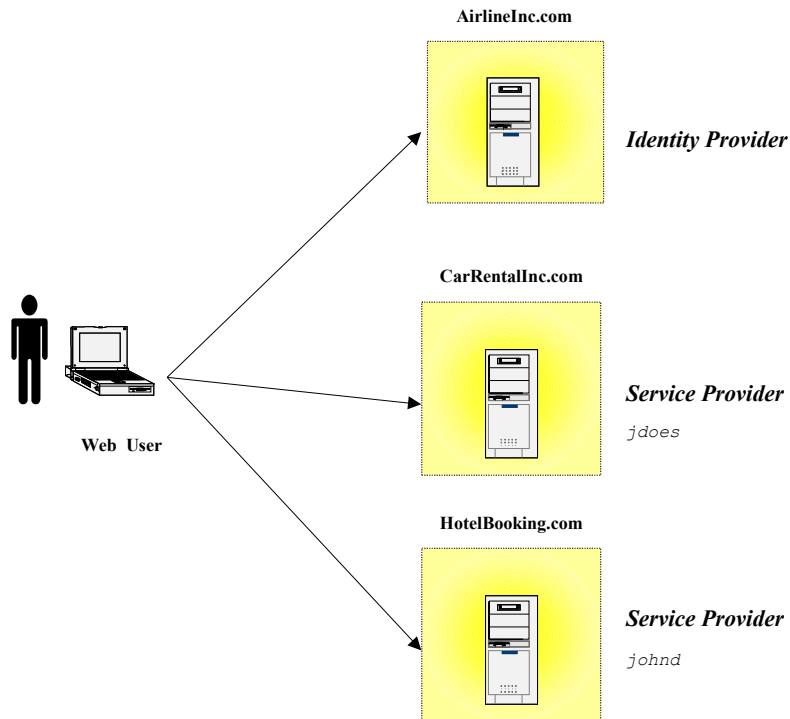 AirlineInc.com
Identity Provider
CarRentalInc.com
Service Provider
jdoes
Web User
HotelBooking.com
Service Provider
johnd